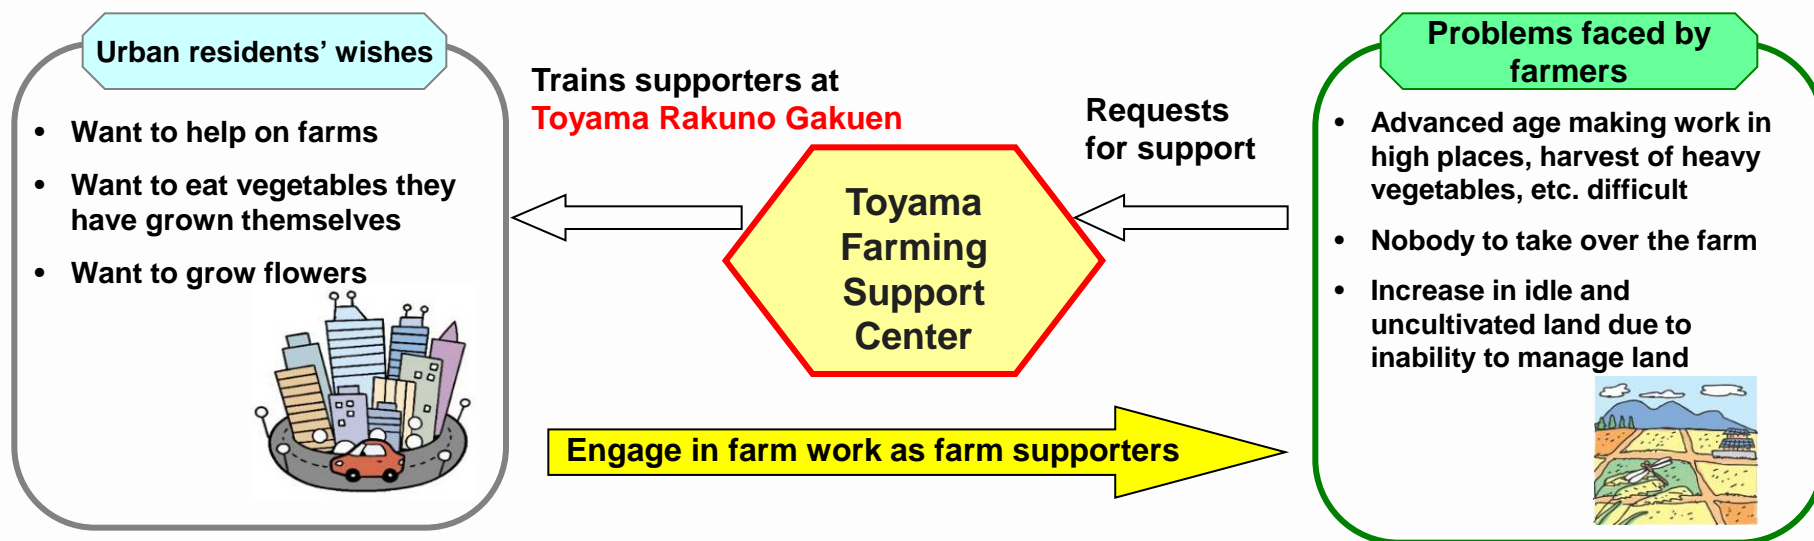 Urban residents’ wishes
• Want to help on farms
• Want to eat vegetables they
have grown themselves
• Want to grow flowers
Trains supporters at
Toyama Rakuno Gakuen
Requests
for support
Toyama
Farming
Support
Center
Engage in farm work as farm supporters
Problems faced by
farmers
• Advanced age making work in
high places, harvest of heavy
vegetables, etc. difficult
• Nobody to take over the farm
• Increase in idle and
uncultivated land due to
inability to manage land